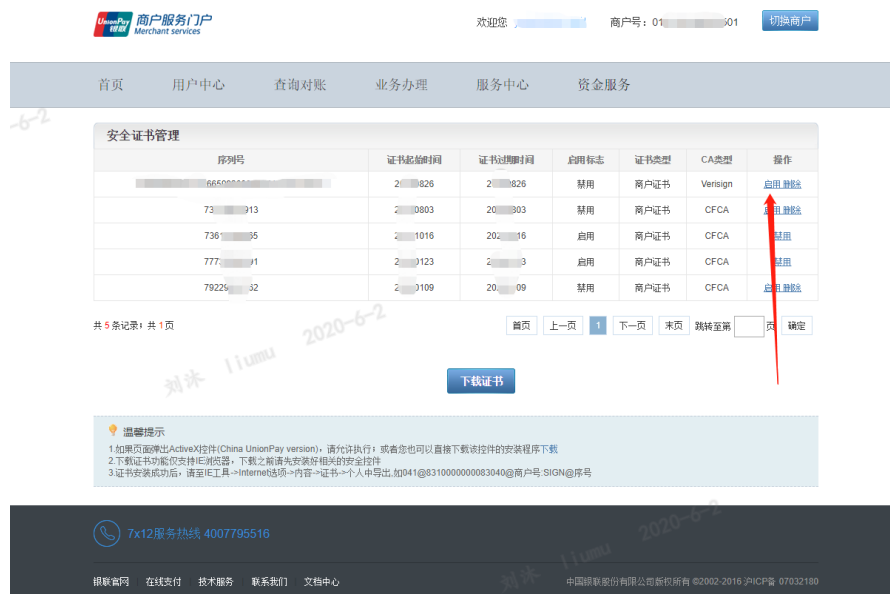 UnionPay 银联 商户服务门户
Merchant services
欢迎您 商户号：01 601 切换商户
首页 用户中心 查询对账 业务办理 服务中心 资金服务
安全证书管理
序列号 证书起始时间 证书过期时间 启用标志 证书类型 CA类型 操作
826 826 禁用 商户证书 Verisign 启用 删除
73 913 0803 20 303 禁用 商户证书 CFCA 启用 删除
736 65 1016 202 16 启用 商户证书 CFCA 禁用
777 0123 启用 商户证书 CFCA 禁用
7922 0109 20 09 禁用 商户证书 CFCA 启用 删除
共 5 条记录；共 1 页 首页 上一页 1 下一页 末页 跳转至第 页 确定
刘沐 liumu 2020-6-2
下载证书
温馨提示
1.如果页面弹出ActiveX控件(China UnionPay version)，请允许执行；或者您也可以直接下载该控件的安装程序下载
2.下载证书功能仅支持IE浏览器，下载之前请先安装好相关的安全控件
3.证书安装成功后，请至IE工具->Internet选项->内容->证书->个人中导出,如041@8310000000083040@商户号:SIGN@序号
7x12服务热线 4007795516
刘沐 liumu 2020-6-2
银联官网 在线支付 技术服务 联系我们 文档中心 中国银联股份有限公司版权所有 ©2002-2016 沪ICP备 07032180